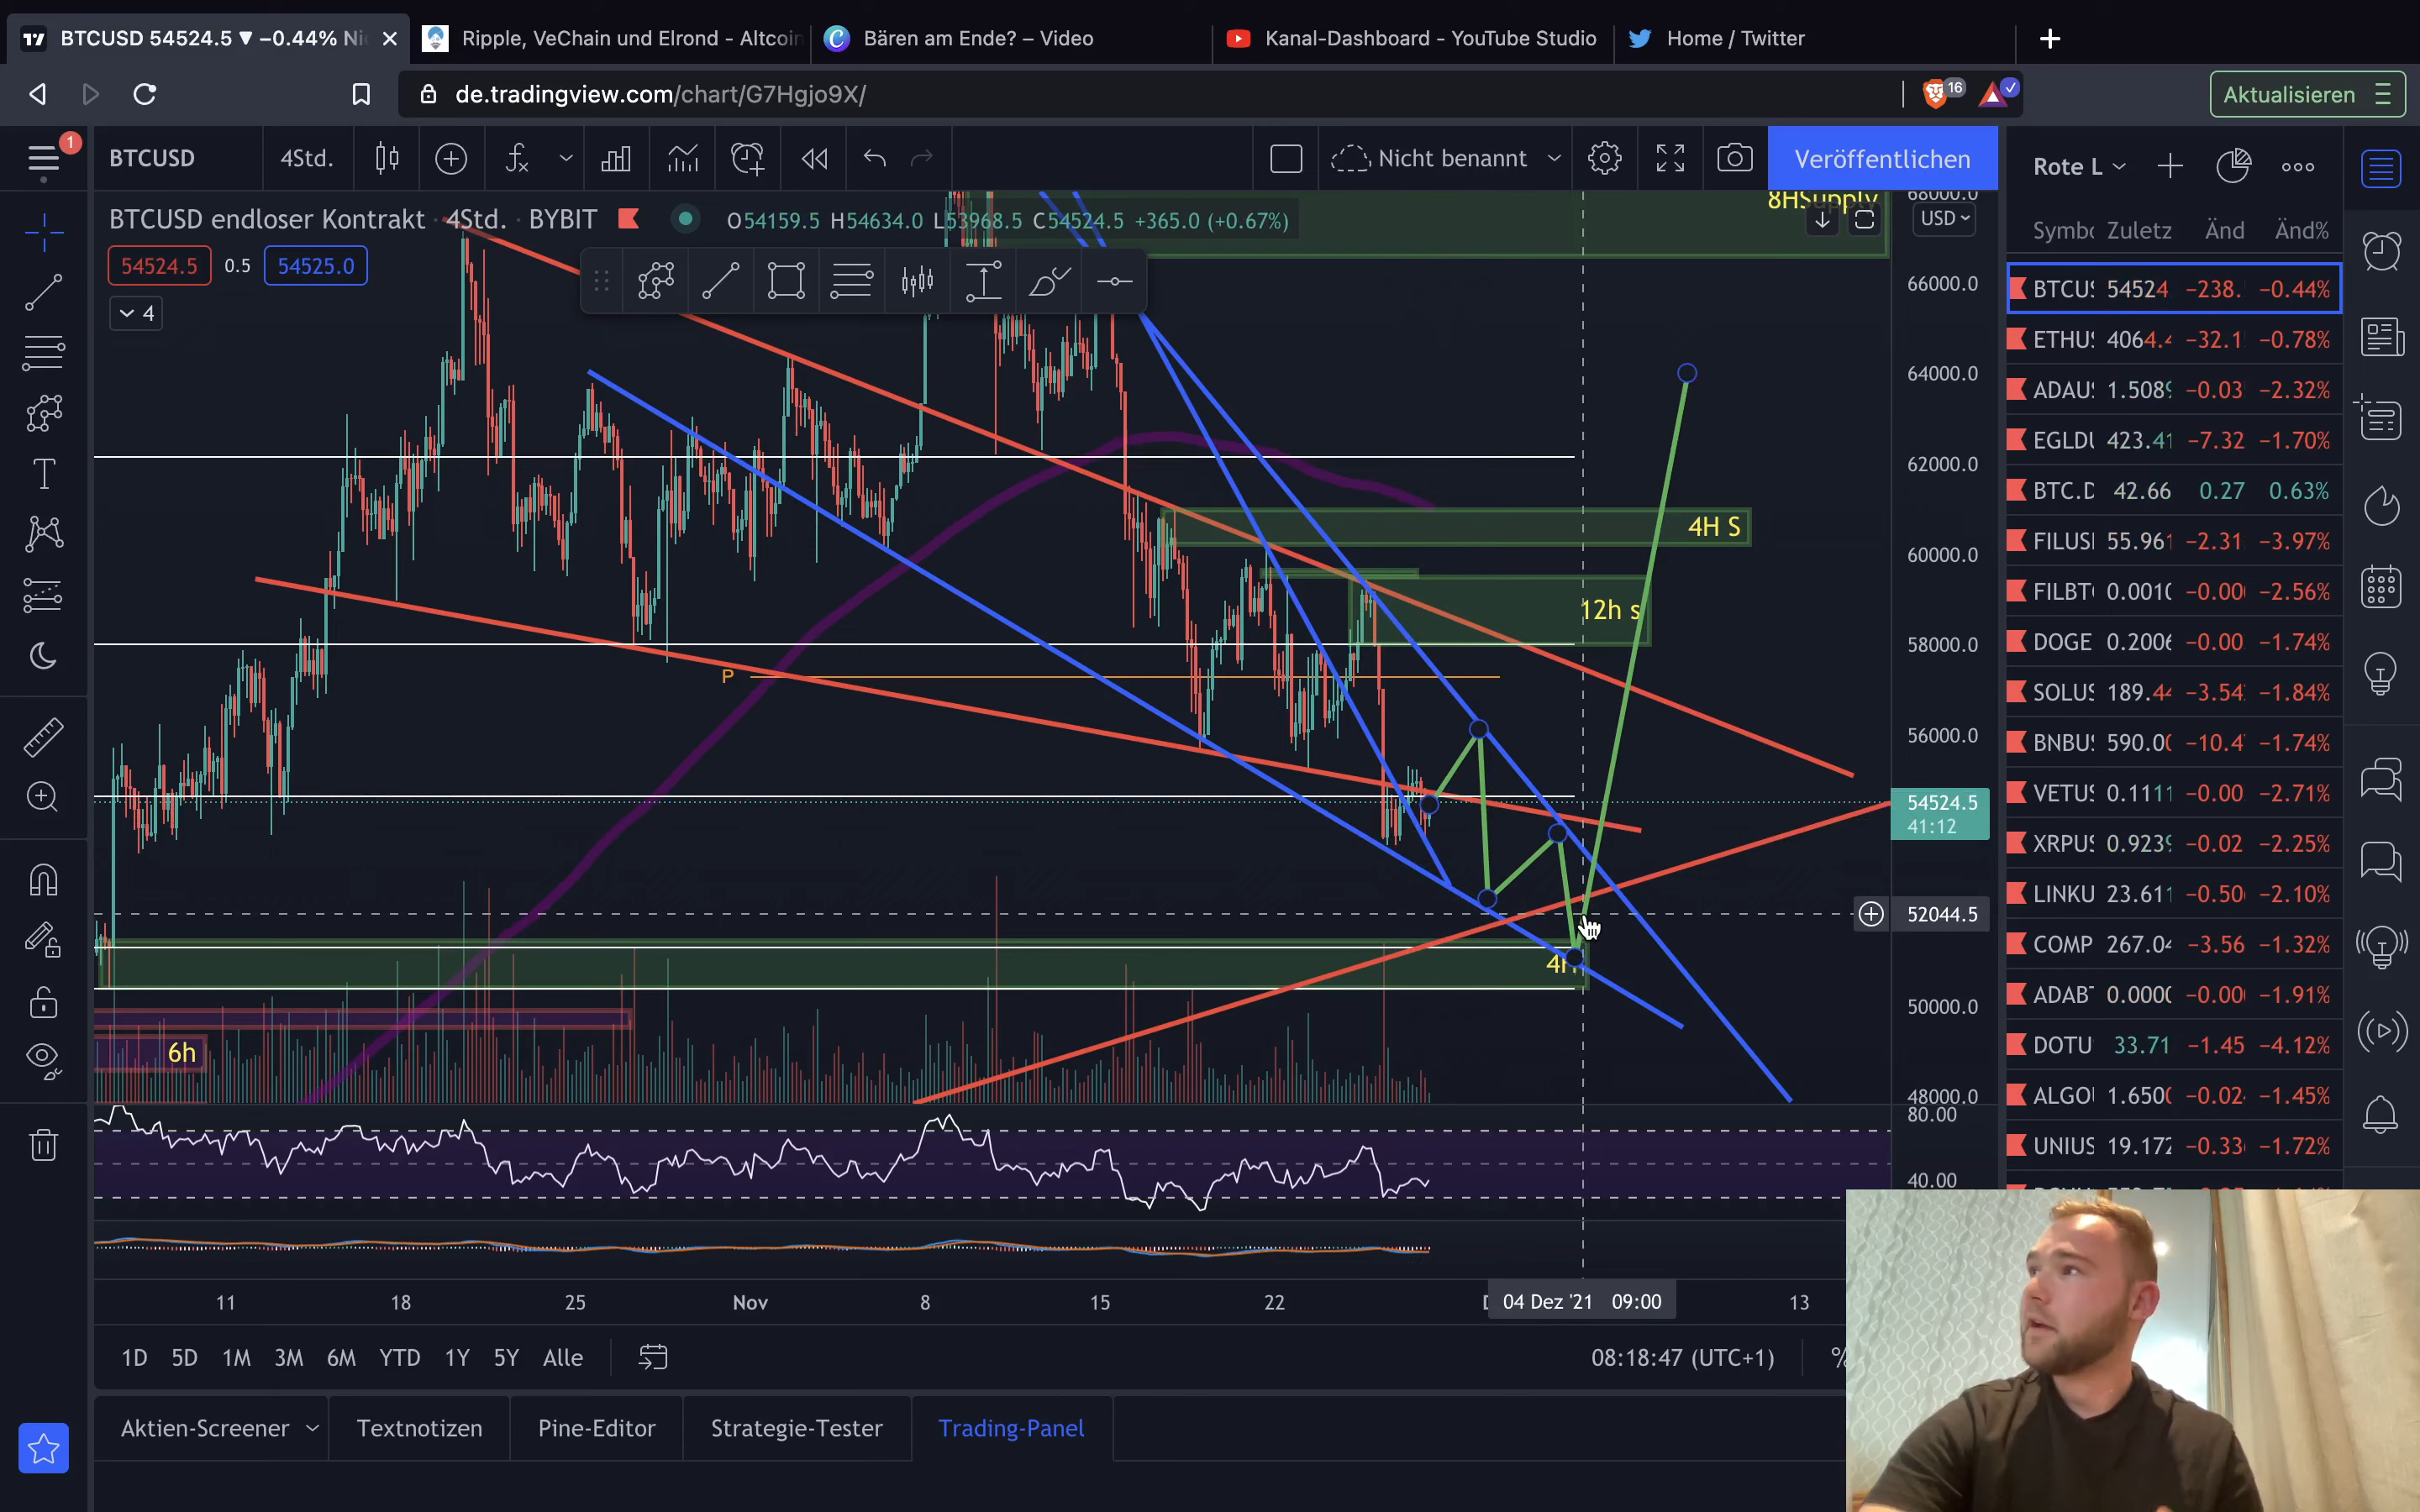 BTCUSD 54524.5 ▼ −0.44% Ni
Ripple, VeChain und Elrond - Altcoin
Bären am Ende? – Video
Kanal-Dashboard - YouTube Studio
Home / Twitter
de.tradingview.com/chart/G7Hgjo9X/
16
Aktualisieren
1
BTCUSD
4Std.
Nicht benannt
Veröffentlichen
Rote L
BTCUSD endloser Kontrakt · 4Std. · BYBIT
O54159.5 H54634.0 L53968.5 C54524.5 +365.0 (+0.67%)
54524.5
0.5
54525.0
4
8HSupply
USD
68000.0
66000.0
64000.0
62000.0
60000.0
58000.0
56000.0
54524.5
41:12
52044.5
50000.0
48000.0
80.00
40.00
4H S
12h s
P
6h
Zuletz Änd Änd%
BTCUS 54524 −238. −0.44%
ETHUS 4064.4 −32.1 −0.78%
ADAUS 1.5089 −0.03 −2.32%
EGLDU 423.41 −7.32 −1.70%
BTC.D 42.66 0.27 0.63%
FILUSI 55.961 −2.31 −3.97%
FILBT 0.0010 −0.00 −2.56%
DOGE 0.2006 −0.00 −1.74%
SOLUS 189.44 −3.54 −1.84%
BNBUS 590.00 −10.4 −1.74%
VETUS 0.1111 −0.00 −2.71%
XRPUS 0.9239 −0.02 −2.25%
LINKU 23.611 −0.50 −2.10%
COMP 267.04 −3.56 −1.32%
ADAB 0.0000 −0.00 −1.91%
DOTU 33.71 −1.45 −4.12%
ALGO 1.6500 −0.02 −1.45%
UNIUS 19.172 −0.33 −1.72%
11
18
25
Nov
8
15
22
04 Dez '21 09:00
13
1D 5D 1M 3M 6M YTD 1Y 5Y Alle
08:18:47 (UTC+1)
%
Aktien-Screener
Textnotizen
Pine-Editor
Strategie-Tester
Trading-Panel